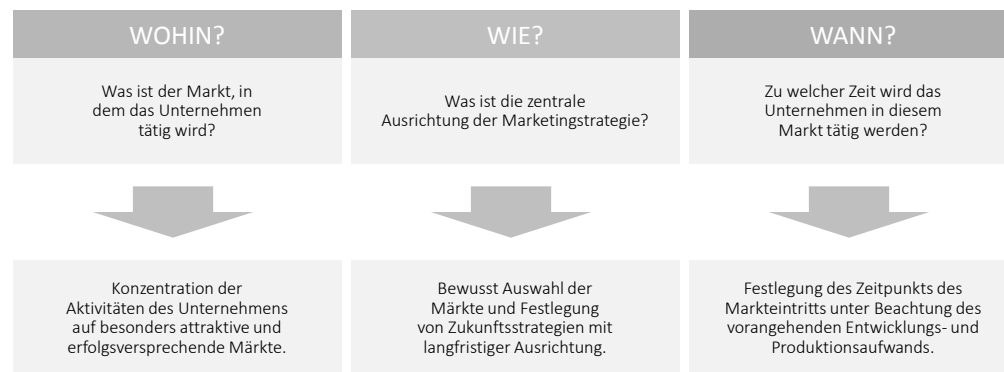 WOHIN?
Was ist der Markt, in
dem das Unternehmen
tätig wird?
Konzentration der
Aktivitäten des Unternehmens
auf besonders attraktive und
erfolgsversprechende Märkte.
WIE?
Was ist die zentrale
Ausrichtung der Marketingstrategie?
Bewusst Auswahl der
Märkte und Festlegung
von Zukunftsstrategien mit
langfristiger Ausrichtung.
WANN?
Zu welcher Zeit wird das
Unternehmen in diesem
Markt tätig werden?
Festlegung des Zeitpunkts des
Markteintritts unter Beachtung des
vorangehenden Entwicklungs- und
Produktionsaufwands.